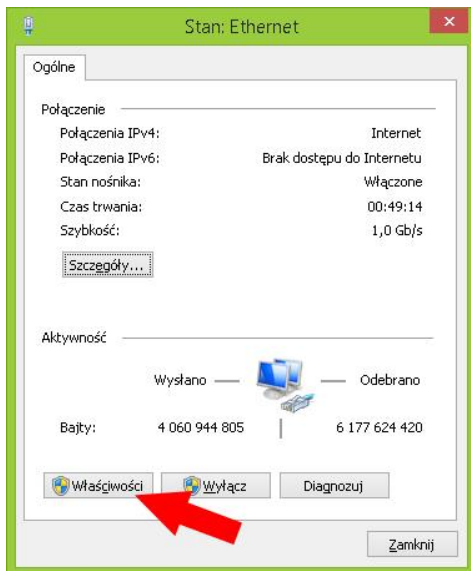 Stan: Ethernet
Ogólne
Połączenie
Połączenia IPv4: Internet
Połączenia IPv6: Brak dostępu do Internetu
Stan nośnika: Włączone
Czas trwania: 00:49:14
Szybkość: 1,0 Gb/s
Szczegóły...
Aktywność
Wysłano — — Odebrano
Bajty: 4 060 944 805 | 6 177 624 420
Właściwości Wyłącz Diagnozuj
Zamknij